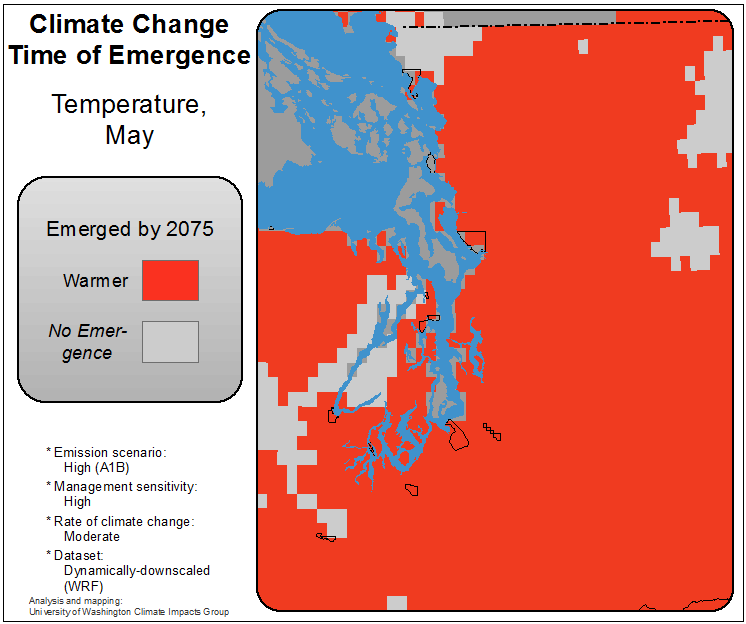 Climate Change
Time of Emergence
Temperature,
May
Emerged by 2075
Warmer
No Emer-
gence
* Emission scenario:
High (A1B)
* Management sensitivity:
High
* Rate of climate change:
Moderate
* Dataset:
Dynamically-downscaled
(WRF)
Analysis and mapping:
University of Washington Climate Impacts Group